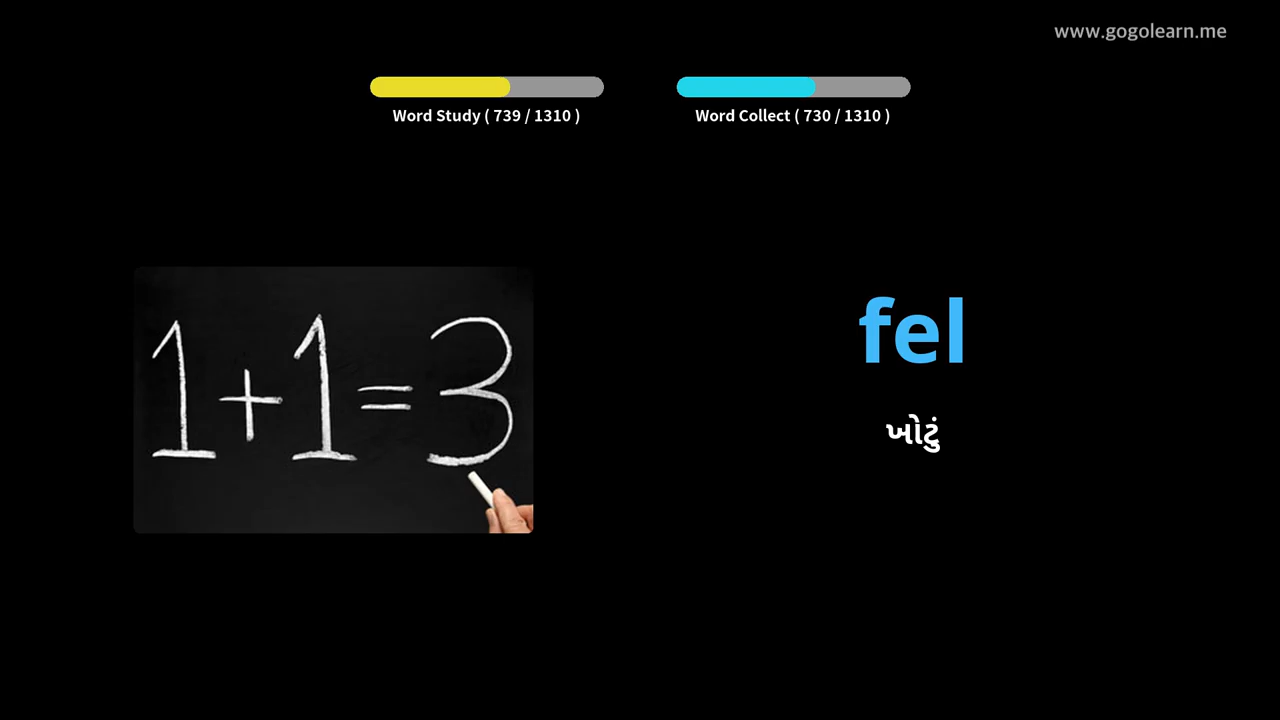 www.gogolearn.me
Word Study ( 739 / 1310 )
Word Collect ( 730 / 1310 )
1+1=3
fel
ખોટું